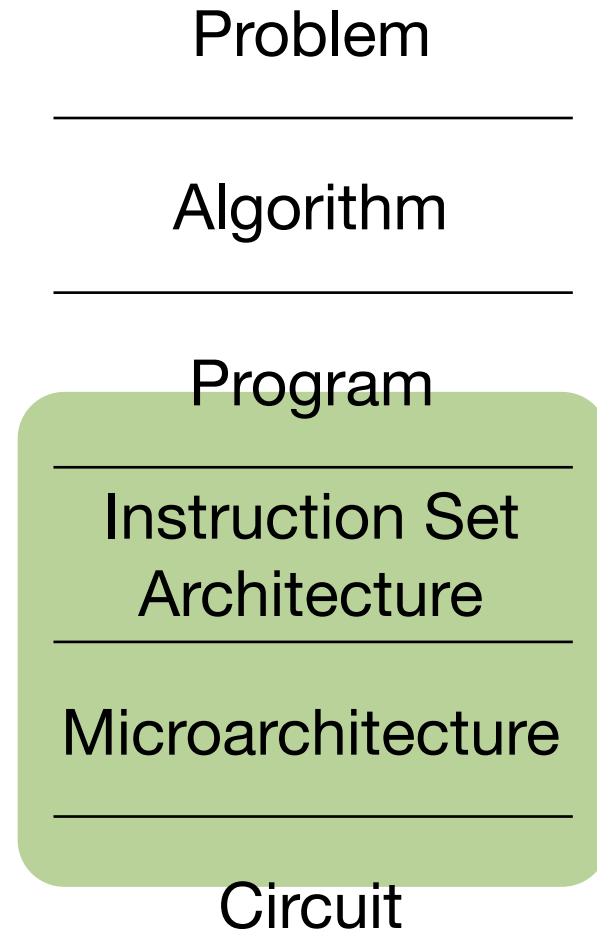 Problem
Algorithm
Program
Instruction Set
Architecture
Microarchitecture
Circuit